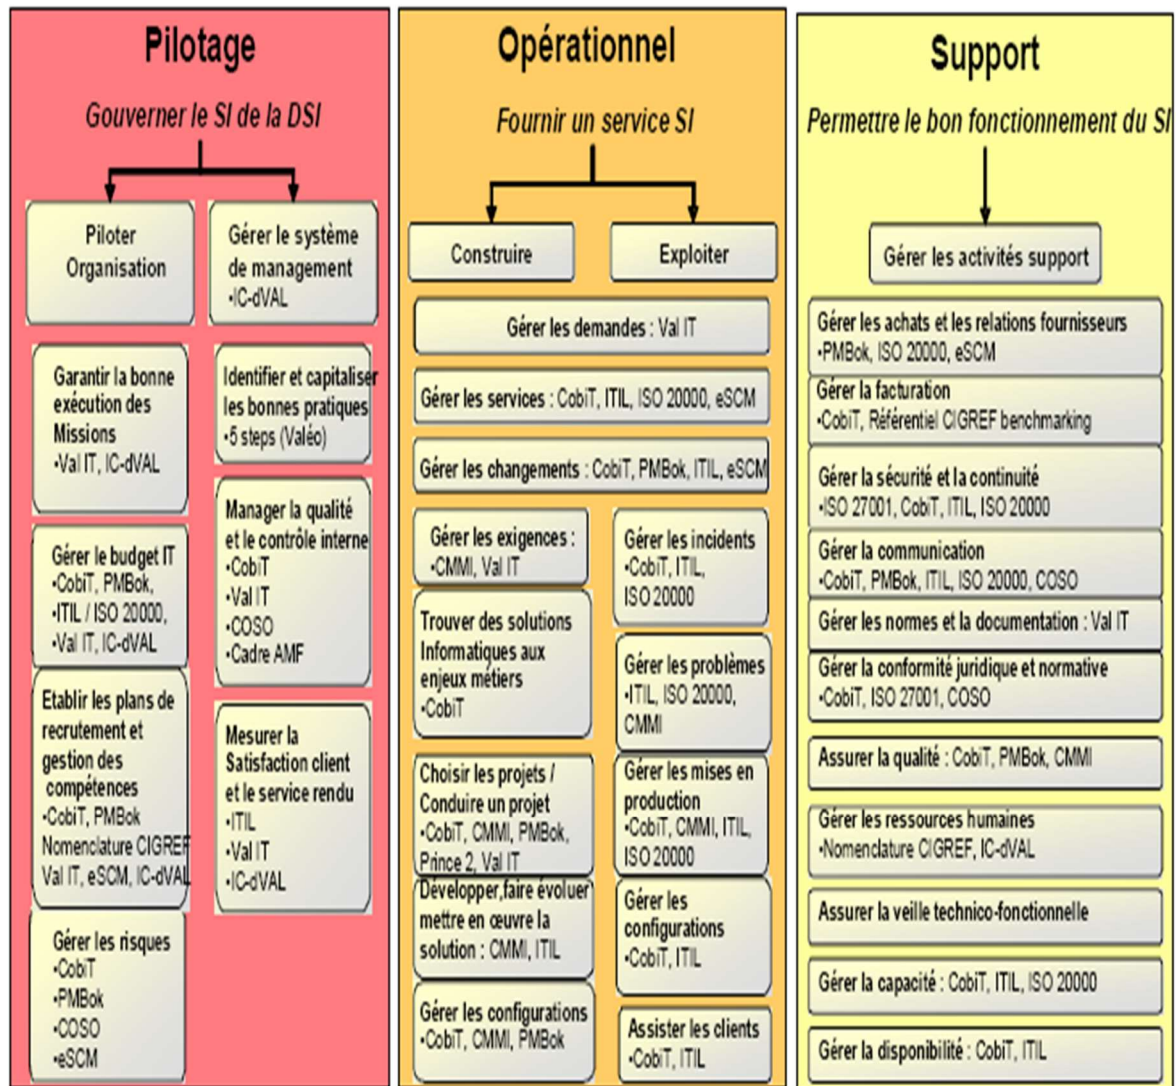 Pilotage
Gouverner le SI de la DSI
Piloter
Organisation
Gérer le système
de management
•IC-dVAL
Garantir la bonne
exécution des
Missions
•Val IT, IC-dVAL
Identifier et capitaliser
les bonnes pratiques
•5 steps (Valéo)
Gérer le budget IT
•CobiT, PMBok,
•ITIL / ISO 20000,
•Val IT, IC-dVAL
Manager la qualité
et le contrôle interne
•CobiT
•Val IT
•COSO
•Cadre AMF
Etablir les plans de
recrutement et
gestion des
compétences
•CobiT, PMBok
Nomenclature CIGREF
Val IT, eSCM, IC-dVAL
Mesurer la
Satisfaction client
et le service rendu
•ITIL
•Val IT
•IC-dVAL
Gérer les risques
•CobiT
•PMBok
•COSO
•eSCM
Opérationnel
Fournir un service SI
Construire
Exploiter
Gérer les demandes : Val IT
Gérer les services : CobiT, ITIL, ISO 20000, eSCM
Gérer les changements : CobiT, PMBok, ITIL, eSCM
Gérer les exigences :
•CMMI, Val IT
Trouver des solutions
Informatiques aux
enjeux métiers
•CobiT
Choisir les projets /
Conduire un projet
•CobiT, CMMI, PMBok,
Prince 2, Val IT
Développer,faire évoluer
mettre en œuvre la
solution : CMMI, ITIL
Gérer les configurations
•CobiT, CMMI, PMBok
Gérer les incidents
•CobiT, ITIL,
ISO 20000
Gérer les problèmes
•ITIL, ISO 20000,
CMMI
Gérer les mises en
production
•CobiT, CMMI, ITIL,
ISO 20000
Gérer les
configurations
•CobiT, ITIL
Assister les clients
•CobiT, ITIL
Support
Permettre le bon fonctionnement du SI
Gérer les activités support
Gérer les achats et les relations fournisseurs
•PMBok, ISO 20000, eSCM
Gérer la facturation
•CobiT, Référentiel CIGREF benchmarking
Gérer la sécurité et la continuité
•ISO 27001, CobiT, ITIL, ISO 20000
Gérer la communication
•CobiT, PMBok, ITIL, ISO 20000, COSO
Gérer les normes et la documentation : Val IT
Gérer la conformité juridique et normative
•CobiT, ISO 27001, COSO
Assurer la qualité : CobiT, PMBok, CMMI
Gérer les ressources humaines
•Nomenclature CIGREF, IC-dVAL
Assurer la veille technico-fonctionnelle
Gérer la capacité : CobiT, ITIL, ISO 20000
Gérer la disponibilité : CobiT, ITIL